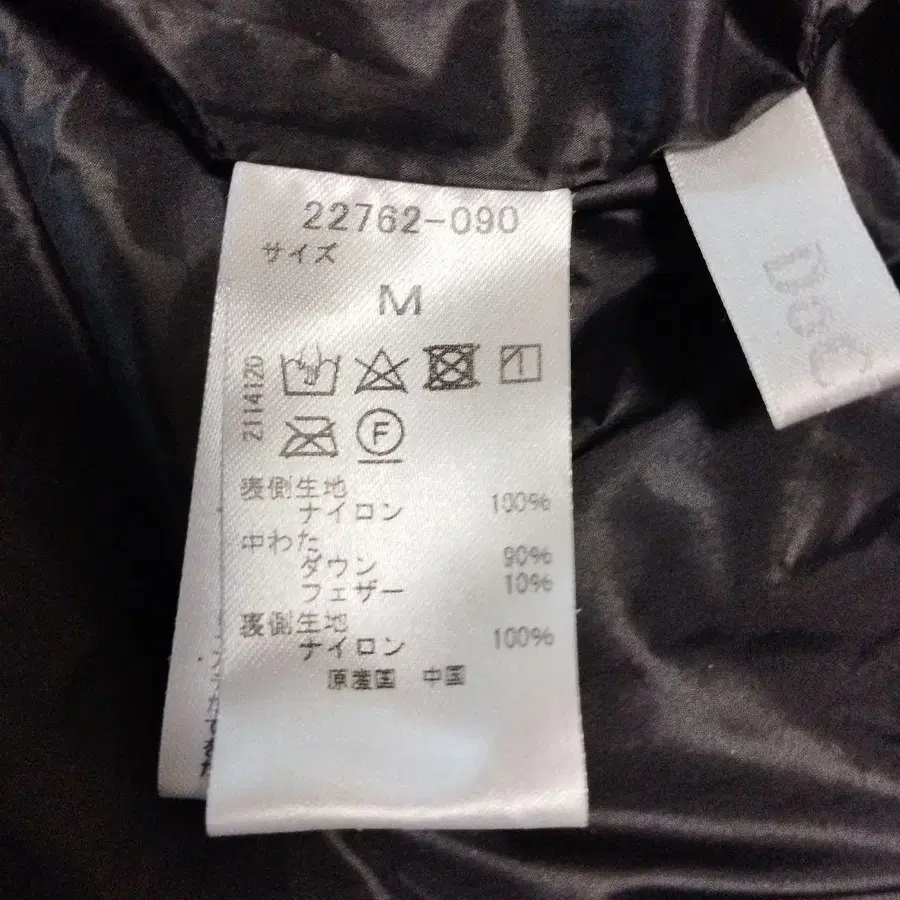 22762-090
サイズ
M
2114120
F
表側生地
ナイロン 100%
中わた
ダウン 90%
フェザー 10%
裏側生地
ナイロン 100%
原産国 中国